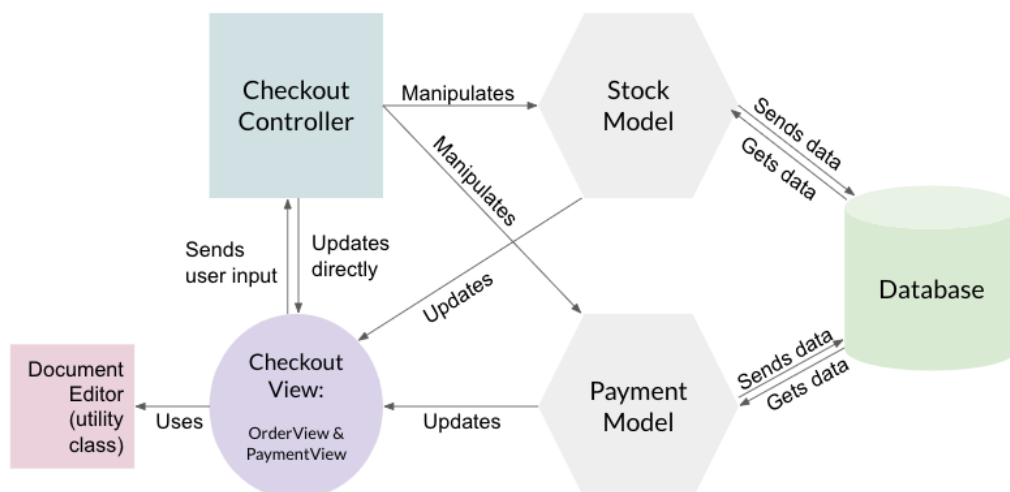 Checkout
Controller
Manipulates
Stock
Model
Sends data
Gets data
Manipulates
Sends
user input
Updates
directly
Updates
Database
Document
Editor
(utility
class)
Uses
Checkout
View:
OrderView &
PaymentView
Updates
Payment
Model
Sends data
Gets data